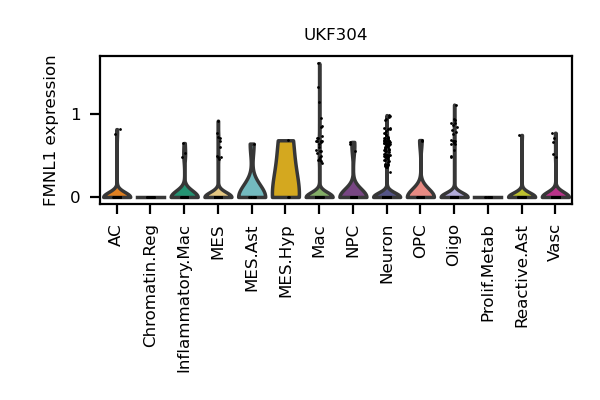 UKF304
FMNL1 expression
1
0
AC
Chromatin.Reg
Inflammatory.Mac
MES
MES.Ast
MES.Hyp
Mac
NPC
Neuron
OPC
Oligo
Prolif.Metab
Reactive.Ast
Vasc